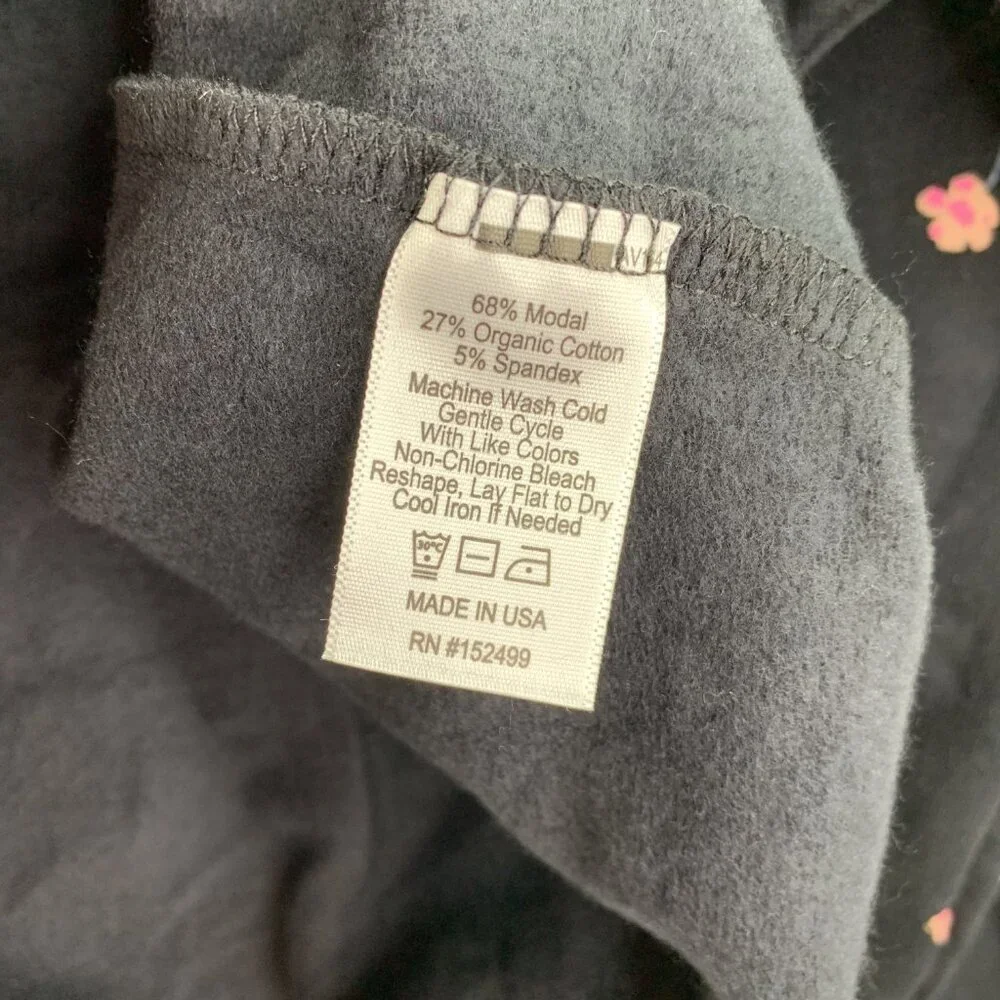 68% Modal
27% Organic Cotton
5% Spandex
Machine Wash Cold
Gentle Cycle
With Like Colors
Non-Chlorine Bleach
Reshape, Lay Flat to Dry
Cool Iron If Needed
30°C
MADE IN USA
RN #152499